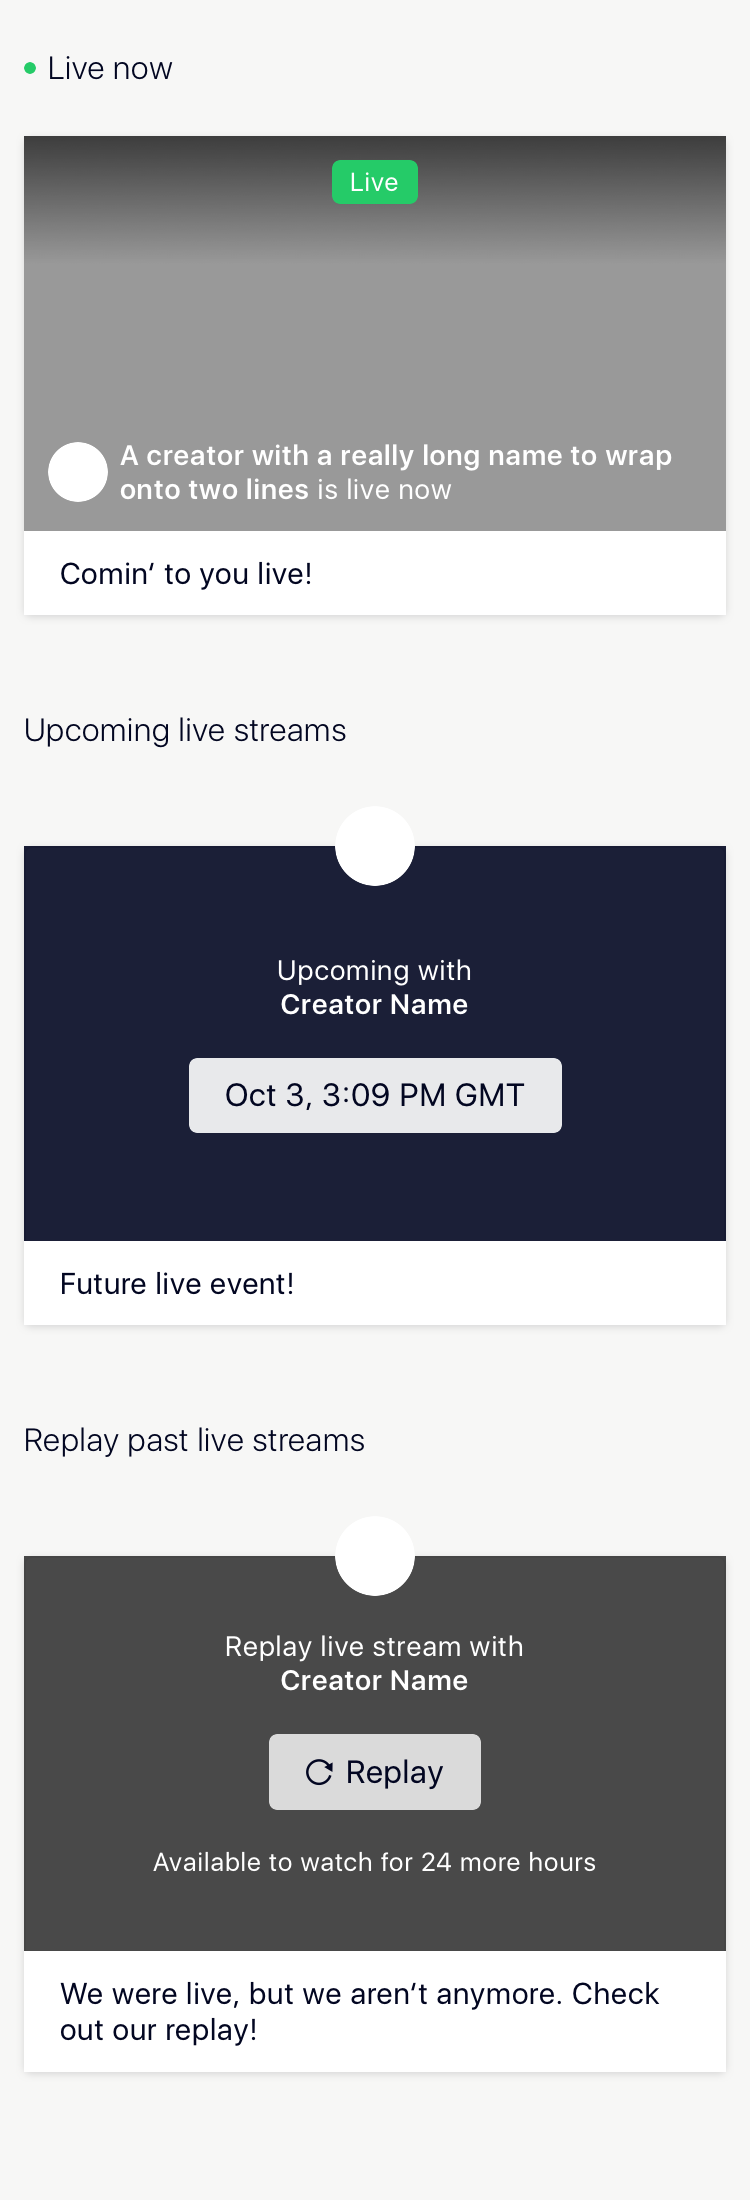 Live now
Live
A creator with a really long name to wrap
onto two lines is live now
Comin‘ to you live!
Upcoming live streams
Upcoming with
Creator Name
Oct 3, 3:09 PM GMT
Future live event!
Replay past live streams
Replay live stream with
Creator Name
Replay
Available to watch for 24 more hours
We were live, but we aren‘t anymore. Check
out our replay!